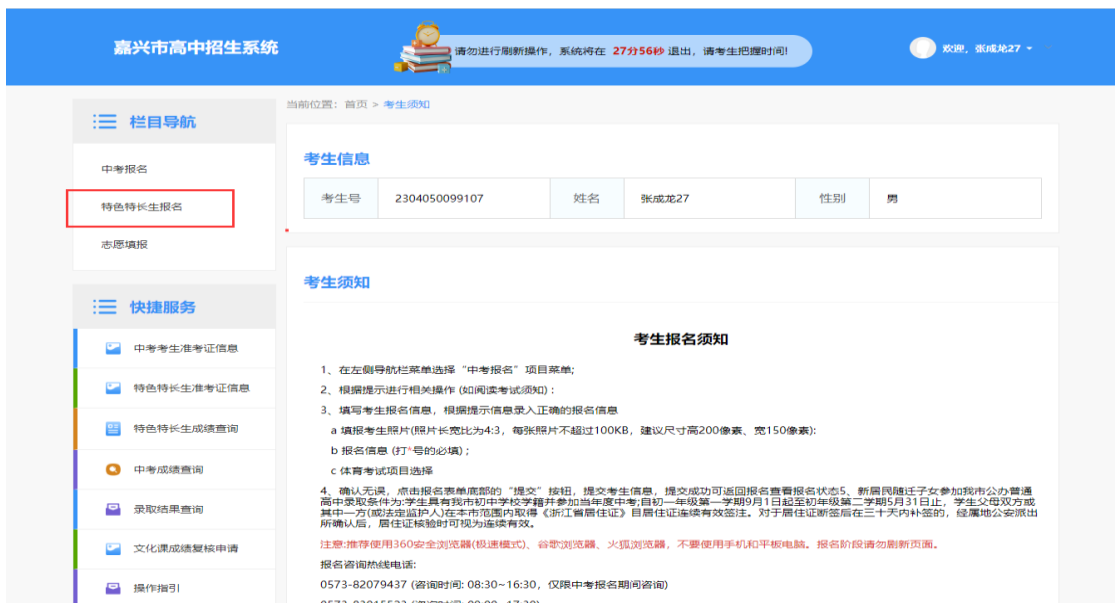 嘉兴市高中招生系统
请勿进行刷新操作，系统将在 27分56秒 退出，请考生把握时间!
欢迎, 张成龙27
栏目导航
中考报名
特色特长生报名
志愿填报
快捷服务
中考考生准考证信息
特色特长生准考证信息
特色特长生成绩查询
中考成绩查询
录取结果查询
文化课成绩复核申请
操作指引
当前位置：首页 > 考生须知
考生信息
考生号 2304050099107 姓名 张成龙27 性别 男
考生须知
考生报名须知
1、在左侧导航栏菜单选择“中考报名”项目菜单;
2、根据提示进行相关操作 (如阅读考试须知)：
3、填写考生报名信息，根据提示信息录入正确的报名信息
a 填报考生照片(照片长宽比为4:3，每张照片不超过100KB，建议尺寸高200像素、宽150像素):
b 报名信息 (打*号的必填)；
c 体育考试项目选择
4、确认无误，点击报名表单底部的“提交”按钮，提交考生信息，提交成功可返回报名查看报名状态5、新居民随迁子女参加我市公办普通
高中录取条件为:学生具有我市初中学校学籍并参加当年度中考;自初一年级第一学期9月1日起至初年级第二学期5月31日止，学生父母双方或
其中一方(或法定监护人)在本市范围内取得《浙江省居住证》目居住证连续有效签注。对于居住证断签后在三十天内补签的，经属地公安派出
所确认后，居住证核验时可视为连续有效。
注意:推荐使用360安全浏览器(极速模式)、谷歌浏览器、火狐浏览器，不要使用手机和平板电脑。报名阶段请勿刷新页面。
报名咨询热线电话:
0573-82079437 (咨询时间: 08:30~16:30，仅限中考报名期间咨询)